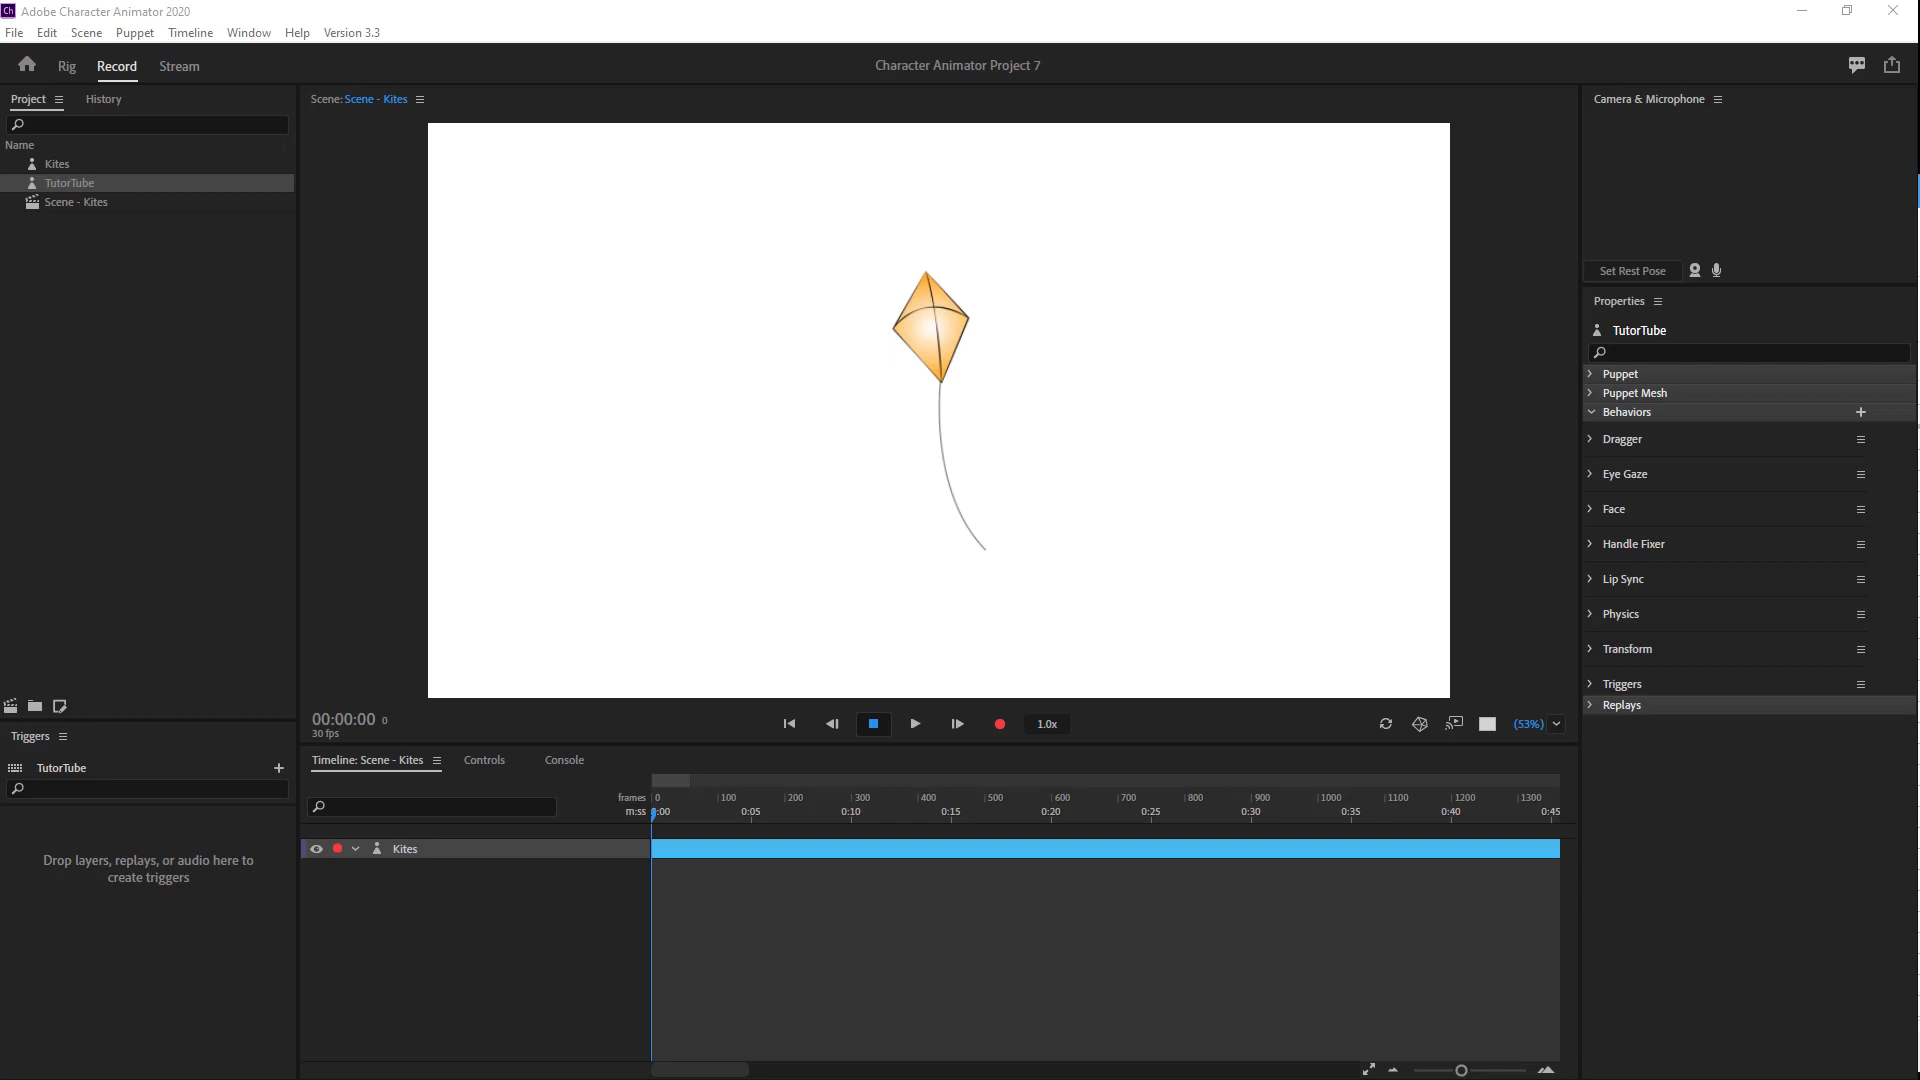 Ch Adobe Character Animator 2020
File Edit Scene Puppet Timeline Window Help Version 3.3
Rig Record Stream Character Animator Project 7
Project History
Name
Kites
TutorTube
Scene - Kites
Triggers
TutorTube
Drop layers, replays, or audio here to
create triggers
Scene: Scene - Kites
00:00:00 0
30 fps
1.0x
(53%)
Timeline: Scene - Kites Controls Console
frames 0 100 200 300 400 500 600 700 800 900 1000 1100 1200 1300
m:ss :00 0:05 0:10 0:15 0:20 0:25 0:30 0:35 0:40 0:45
Kites
Camera & Microphone
Set Rest Pose
Properties
TutorTube
Puppet
Puppet Mesh
Behaviors
Dragger
Eye Gaze
Face
Handle Fixer
Lip Sync
Physics
Transform
Triggers
Replays